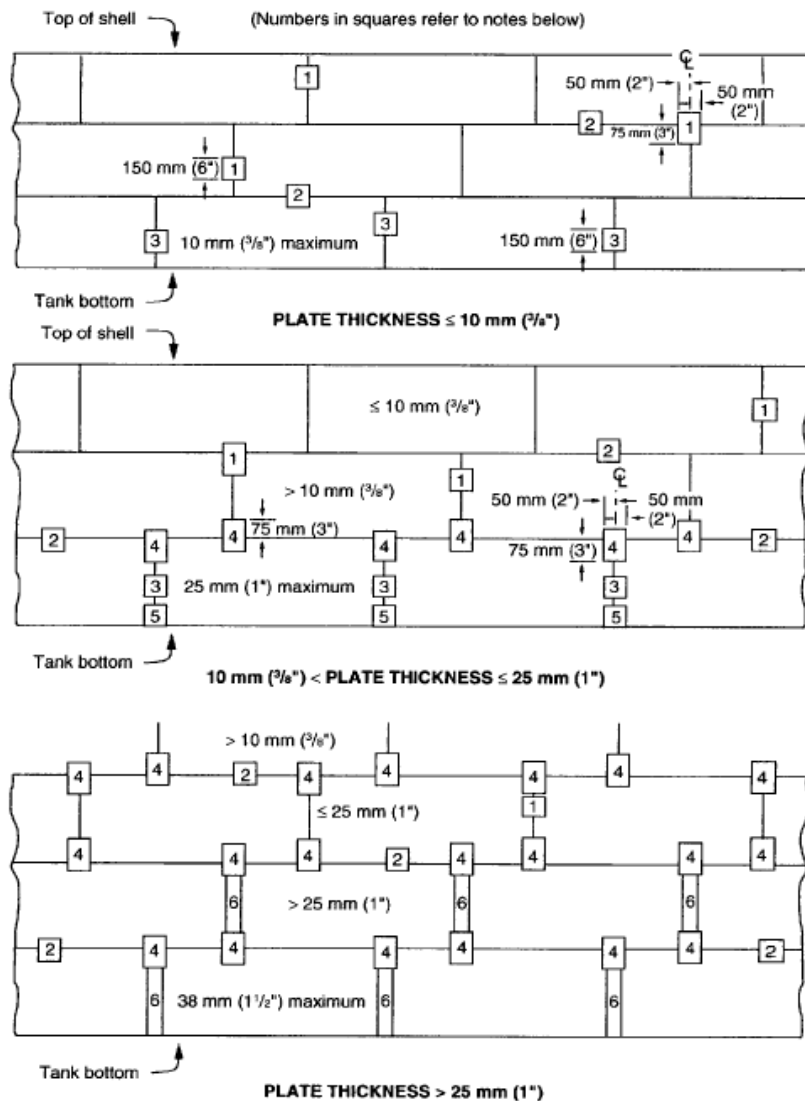 Top of shell (Numbers in squares refer to notes below)
℄
50 mm (2") 50 mm
(2")
1
2 75 mm (3") 1
150 mm (6") 1
2
3 10 mm (3/8") maximum 3 150 mm (6") 3
Tank bottom
PLATE THICKNESS ≤ 10 mm (3/8")
Top of shell
≤ 10 mm (3/8") 1
1 2
> 10 mm (3/8") 1 ℄
50 mm (2") 50 mm
(2")
2 4 4 75 mm (3") 4 4 75 mm (3") 4 4 2
3 25 mm (1") maximum 3 3
5 5 5
Tank bottom
10 mm (3/8") < PLATE THICKNESS ≤ 25 mm (1")
> 10 mm (3/8")
4 4 2 4 4 4 4 4
≤ 25 mm (1") 1
4 4 4 2 4 4 4 4
6 > 25 mm (1") 6 6
2 4 4 4 4 4 4 2
6 38 mm (1 1/2") maximum 6 6
Tank bottom
PLATE THICKNESS > 25 mm (1")